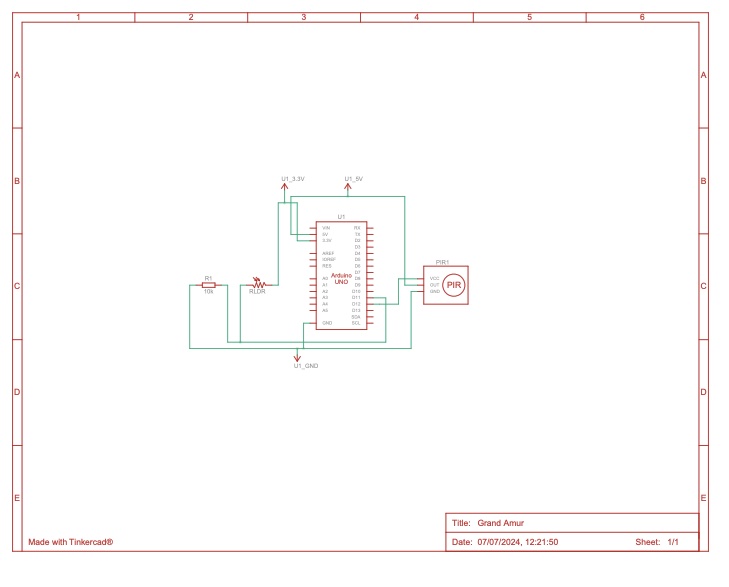 1 2 3 4 5 6
A A
B B
U1_3.3V U1_5V
U1
VIN RX
5V TX
3.3V D2
D3
AREF D4
IOREF D5
RES D6
D7
A0 D8
A1 D9
A2 D10
A3 D11
A4 D12
A5 D13
SDA
GND SCL
Arduino
UNO
PIR1
VCC
OUT
GND
PIR
C C
R1
10k
RLDR
U1_GND
D D
E E
Title: Grand Amur
Made with Tinkercad®
Date: 07/07/2024, 12:21:50 Sheet: 1/1